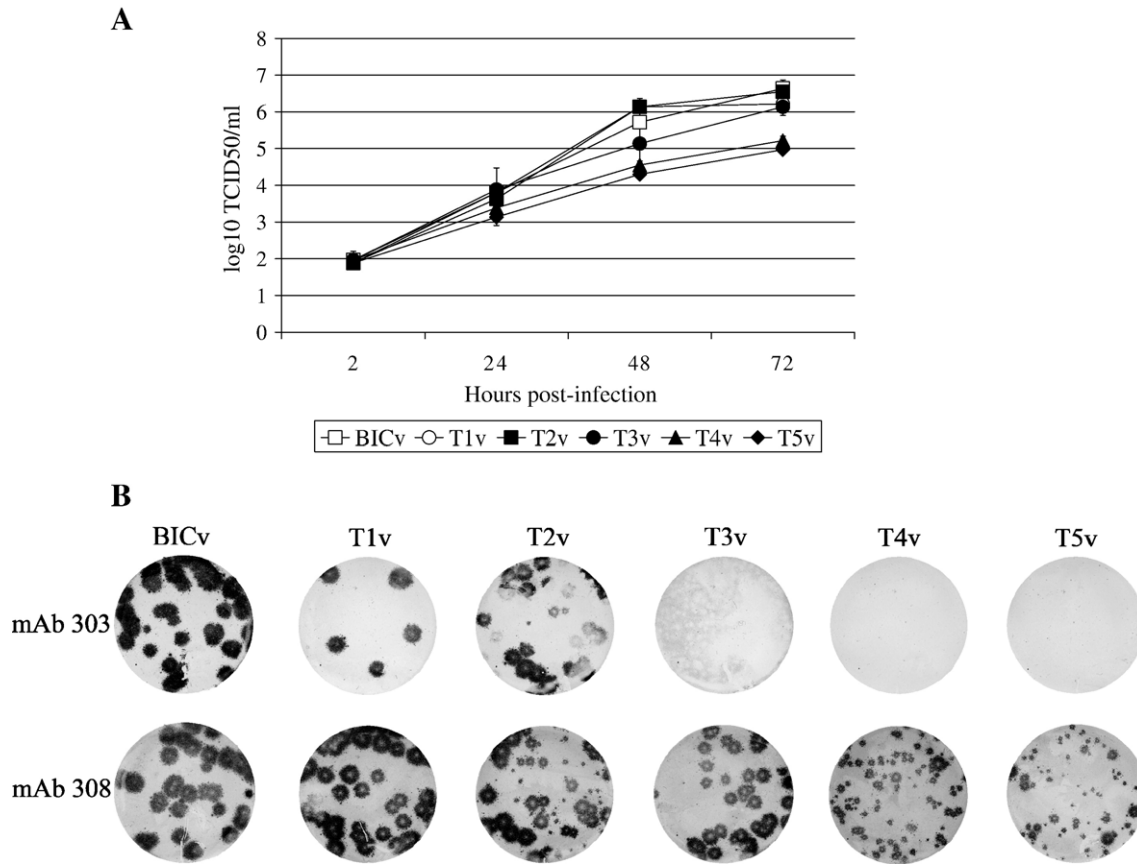 A
8
7
6
5
4
3
2
1
0
log10 TCID50/ml
2 24 48 72
Hours post-infection
BICv T1v T2v T3v T4v T5v
B
BICv T1v T2v T3v T4v T5v
mAb 303
mAb 308